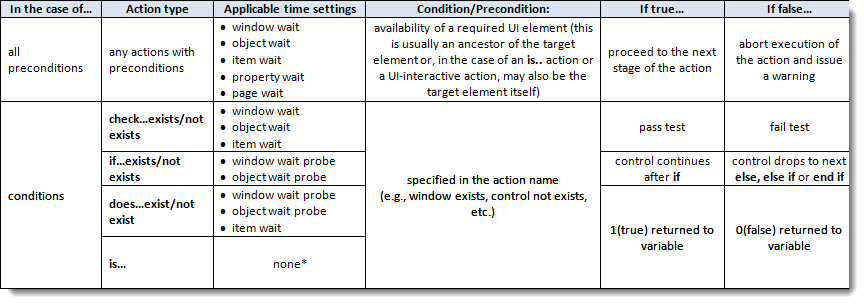 In the case of...
Action type
Applicable time settings
Condition/Precondition:
If true...
If false...
all
preconditions
any actions with
preconditions
• window wait
• object wait
• item wait
• property wait
• page wait
availability of a required UI element (this
is usually an ancestor of the target
element or, in the case of an is.. action or
a UI-interactive action, may also be the
target element itself)
proceed to the next
stage of the action
abort execution of
the action and issue
a warning
conditions
check...exists/not
exists
• window wait
• object wait
• item wait
specified in the action name
(e.g., window exists, control not exists,
etc.)
pass test
fail test
if...exists/not
exists
• window wait probe
• object wait probe
control continues
after if
control drops to next
else, else if or end if
does...exist/not
exist
• window wait probe
• object wait probe
• item wait
1(true) returned to
variable
0(false) returned to
variable
is...
none*